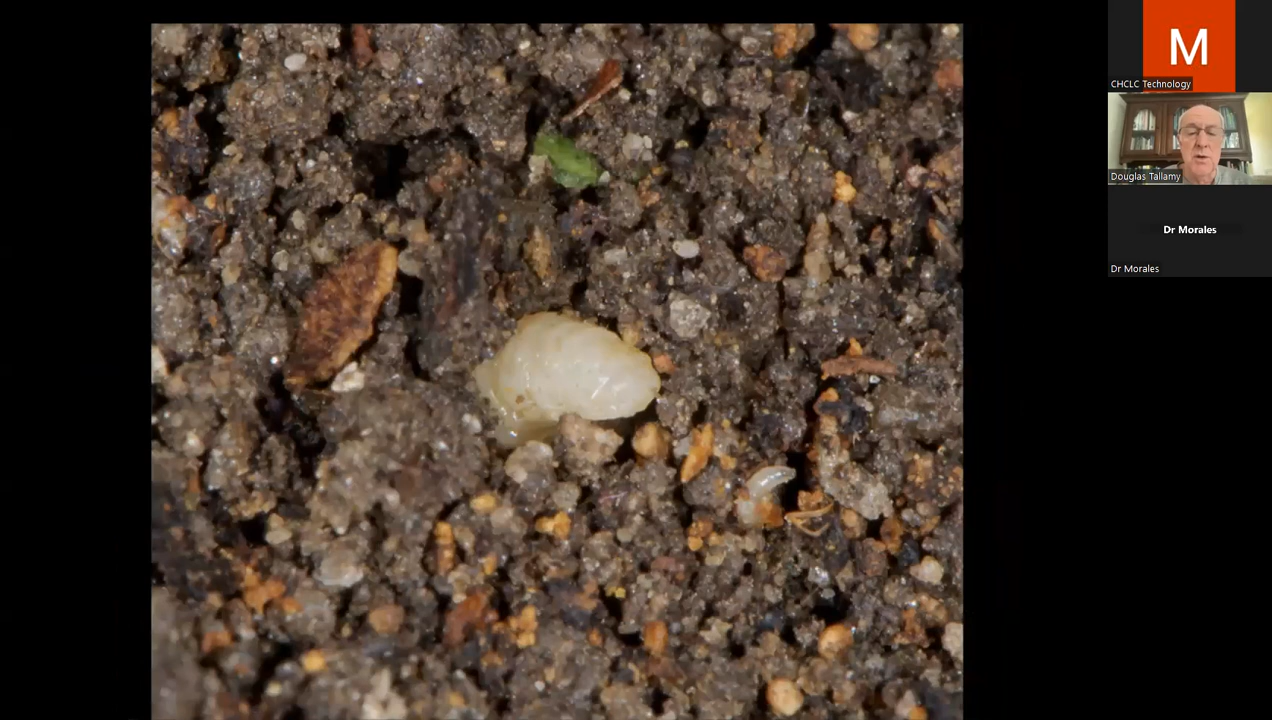 M
CHCLC Technology
Douglas Tallamy
Dr Morales
Dr Morales